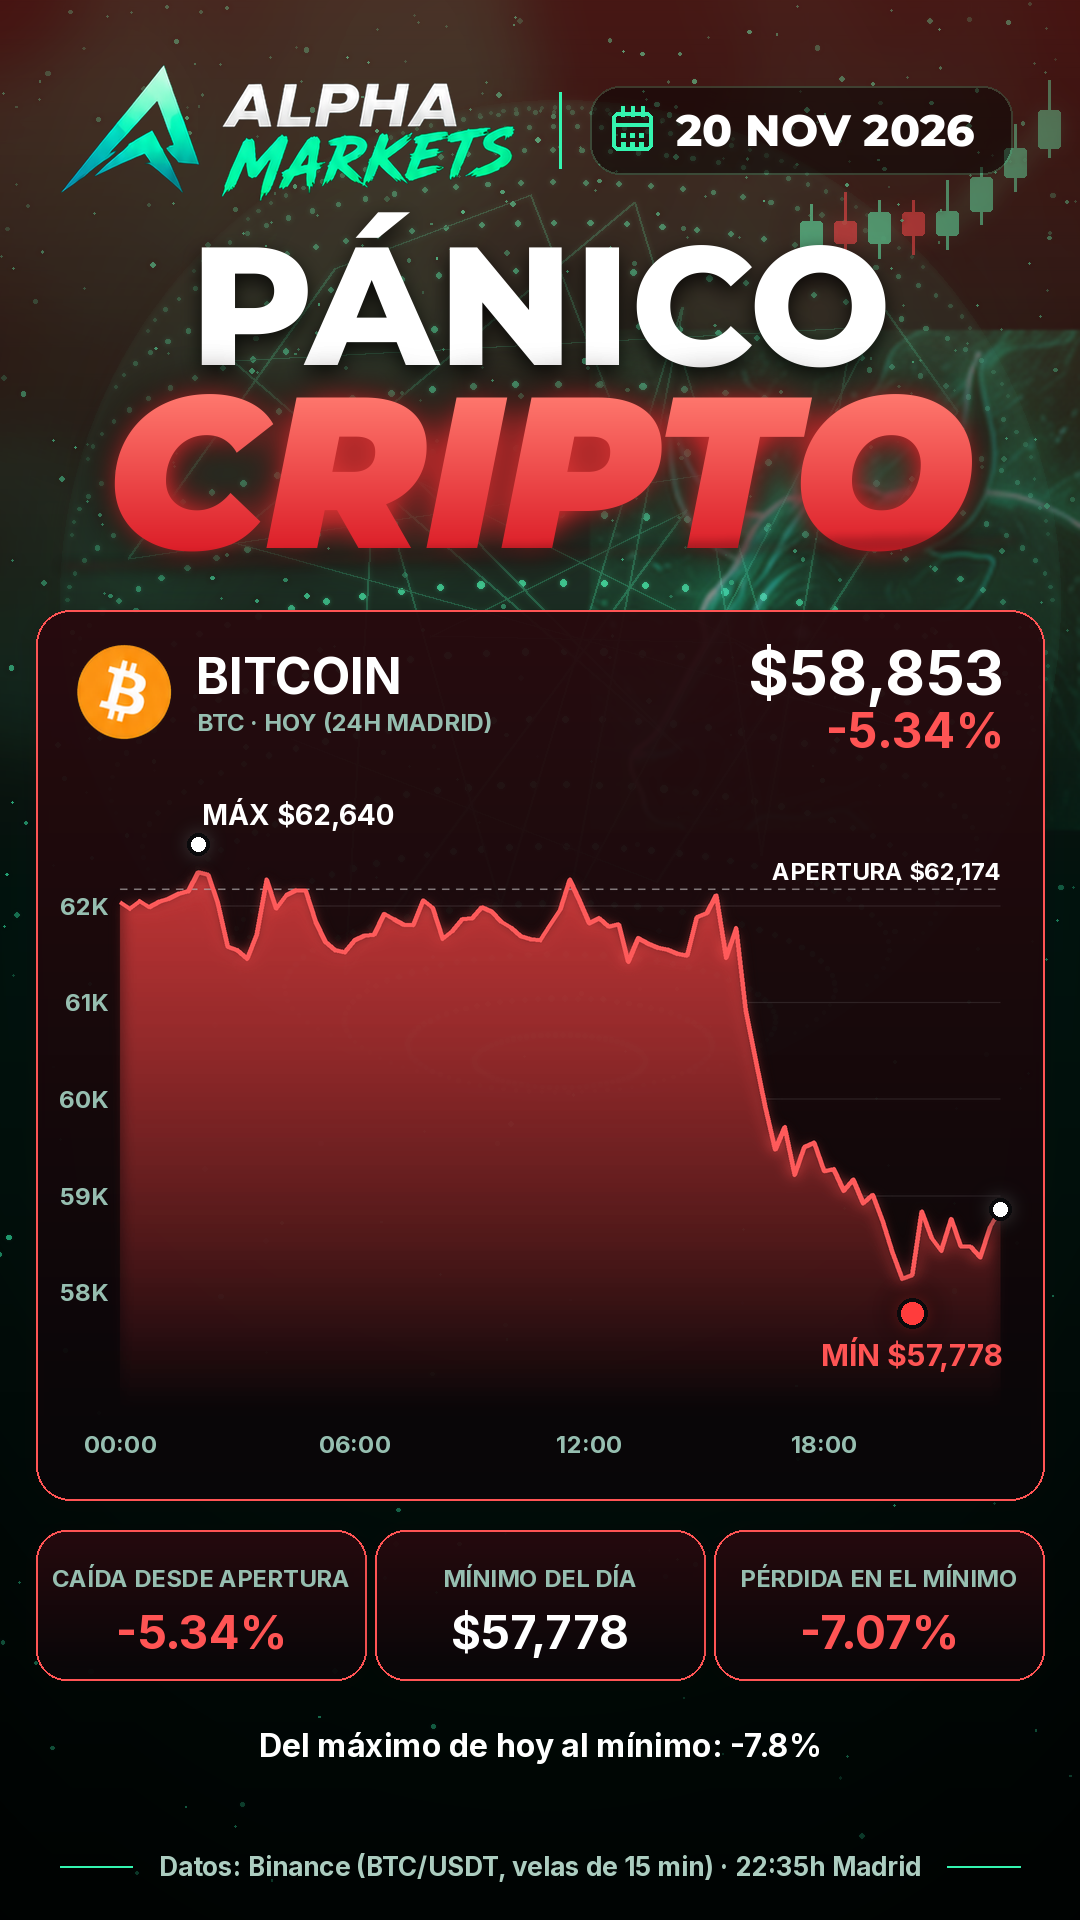 ALPHA
MARKETS
20 NOV 2026
PÁNICO
CRIPTO
BITCOIN
BTC · HOY (24H MADRID)
$58,853
-5.34%
MÁX $62,640
APERTURA $62,174
62K
61K
60K
59K
58K
MÍN $57,778
00:00 06:00 12:00 18:00
CAÍDA DESDE APERTURA
-5.34%
MÍNIMO DEL DÍA
$57,778
PÉRDIDA EN EL MÍNIMO
-7.07%
Del máximo de hoy al mínimo: -7.8%
Datos: Binance (BTC/USDT, velas de 15 min) · 22:35h Madrid